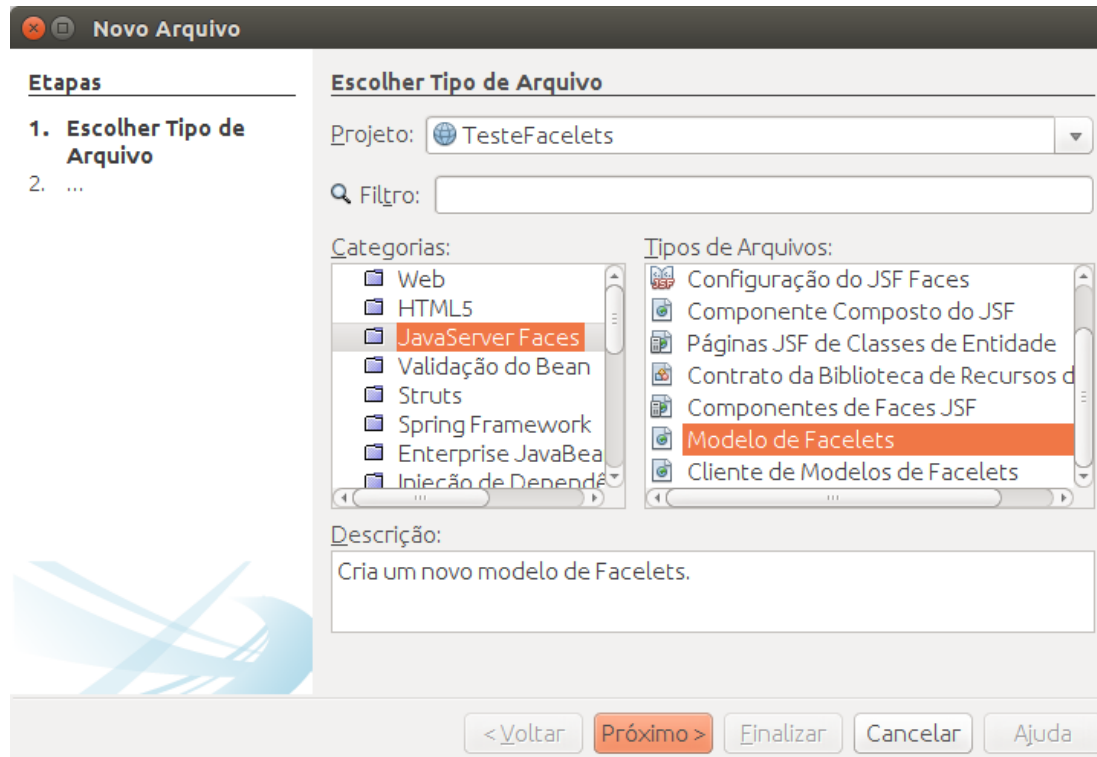 Novo Arquivo
Etapas
1. Escolher Tipo de
Arquivo
2. ...
Escolher Tipo de Arquivo
Projeto: TesteFacelets
Filtro:
Categorias:
Web
HTML5
JavaServer Faces
Validação do Bean
Struts
Spring Framework
Enterprise JavaBea
Injeção de Dependê
Tipos de Arquivos:
Configuração do JSF Faces
Componente Composto do JSF
Páginas JSF de Classes de Entidade
Contrato da Biblioteca de Recursos d
Componentes de Faces JSF
Modelo de Facelets
Cliente de Modelos de Facelets
Descrição:
Cria um novo modelo de Facelets.
< Voltar
Próximo >
Finalizar
Cancelar
Ajuda